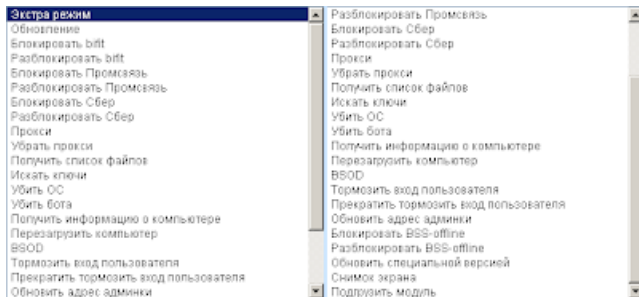 Экстра режим
Обновление
Блокировать bifit
Разблокировать bifit
Блокировать Промсвязь
Разблокировать Промсвязь
Блокировать Сбер
Разблокировать Сбер
Прокси
Убрать прокси
Получить список файлов
Искать ключи
Убить ОС
Убить бота
Получить информацию о компьютере
Перезагрузить компьютер
BSOD
Тормозить вход пользователя
Прекратить тормозить вход пользователя
Обновить адрес админки
Разблокировать Промсвязь
Блокировать Сбер
Разблокировать Сбер
Прокси
Убрать прокси
Получить список файлов
Искать ключи
Убить ОС
Убить бота
Получить информацию о компьютере
Перезагрузить компьютер
BSOD
Тормозить вход пользователя
Прекратить тормозить вход пользователя
Обновить адрес админки
Блокировать BSS-offline
Разблокировать BSS-offline
Обновить специальной версией
Снимок экрана
Подгрузить модуль